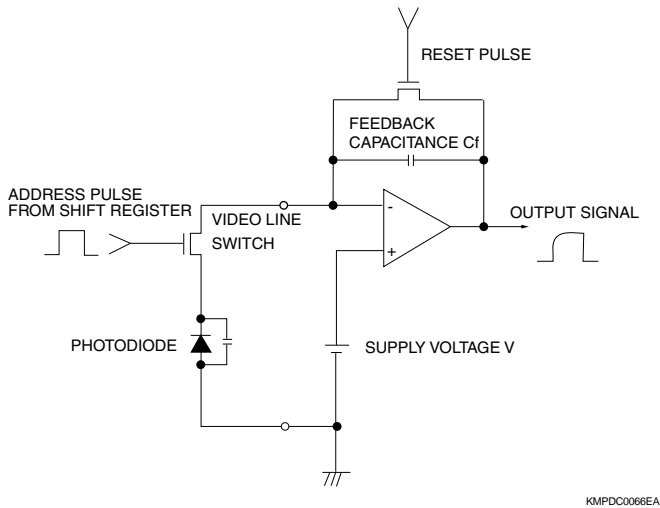 RESET PULSE
FEEDBACK
CAPACITANCE Cf
ADDRESS PULSE
FROM SHIFT REGISTER
VIDEO LINE
SWITCH
-
+
OUTPUT SIGNAL
PHOTODIODE
SUPPLY VOLTAGE V
KMPDC0066EA